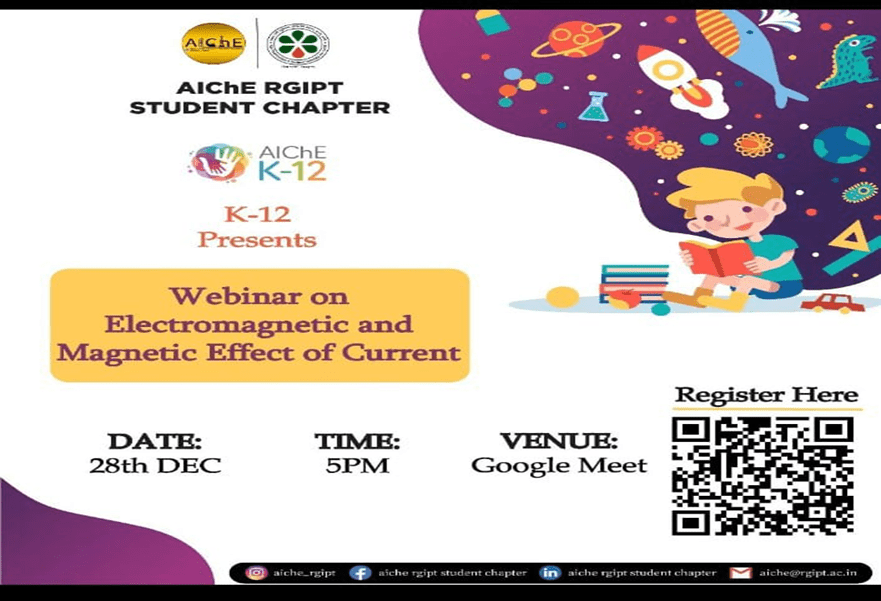 AIChE
AIChE RGIPT
STUDENT CHAPTER
AIChE
K-12
K-12
Presents
Webinar on
Electromagnetic and
Magnetic Effect of Current
Register Here
DATE:
28th DEC
TIME:
5PM
VENUE:
Google Meet
aiche_rgipt
aiche rgipt student chapter
aiche rgipt student chapter
aiche@rgipt.ac.in